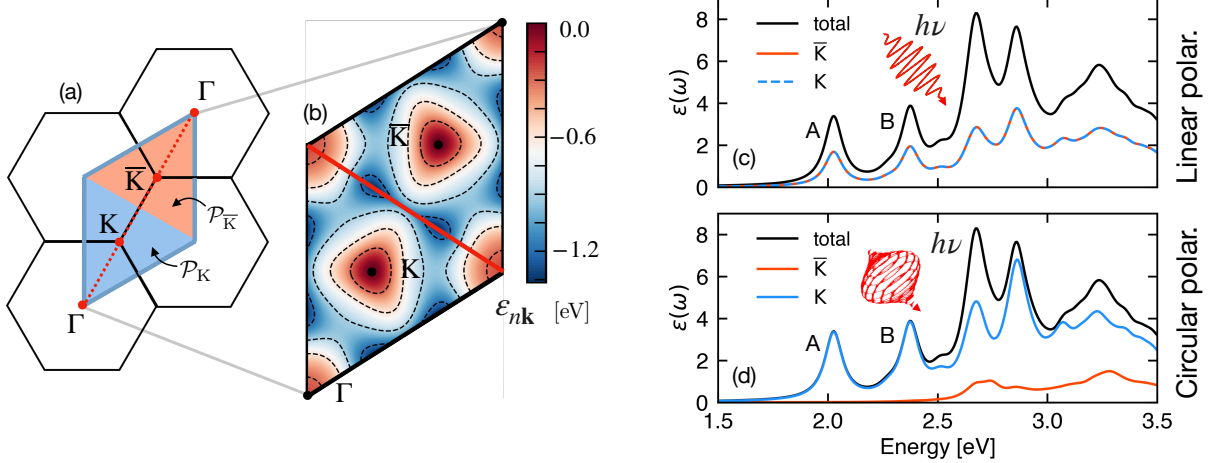 (a)
Γ
K̅
K
𝒫K̅
𝒫K
Γ
(b)
K̅
K
Γ
0.0
−0.6
−1.2
εnk [eV]
total
K̅
K
hν
A
B
(c)
ε(ω)
0
2
4
6
8
Linear polar.
total
K̅
K
hν
A
B
(d)
ε(ω)
0
2
4
6
8
1.5 2.0 2.5 3.0 3.5
Energy [eV]
Circular polar.